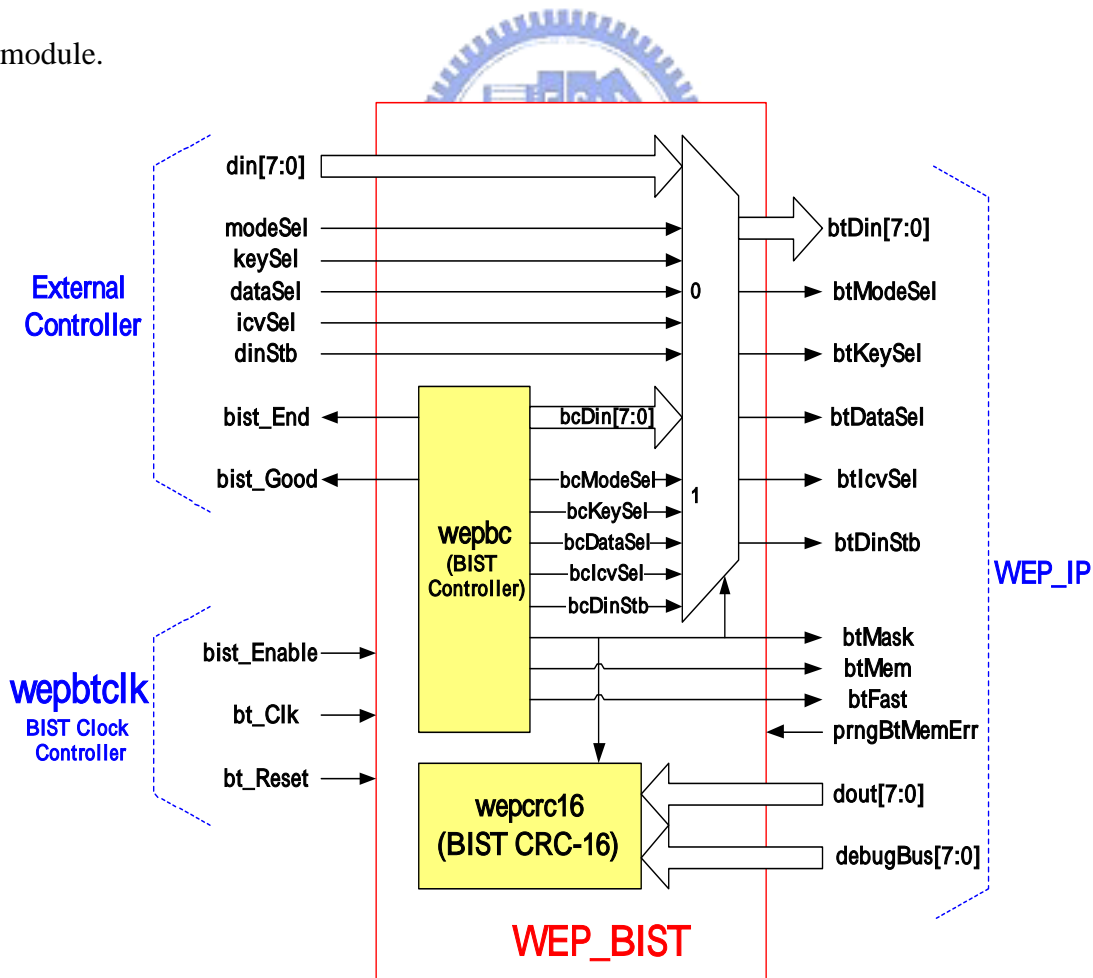 module.
din[7:0]
modeSel
keySel
dataSel
icvSel
dinStb
External
Controller
bist_End
bist_Good
0
1
btDin[7:0]
btModeSel
btKeySel
btDataSel
btIcvSel
btDinStb
WEP_IP
bcDin[7:0]
bcModeSel
bcKeySel
bcDataSel
bcIcvSel
bcDinStb
wepbc
(BIST
Controller)
bist_Enable
bt_Clk
bt_Reset
wepbtclk
BIST Clock
Controller
btMask
btMem
btFast
prngBtMemErr
dout[7:0]
debugBus[7:0]
wepcrc16
(BIST CRC-16)
WEP_BIST